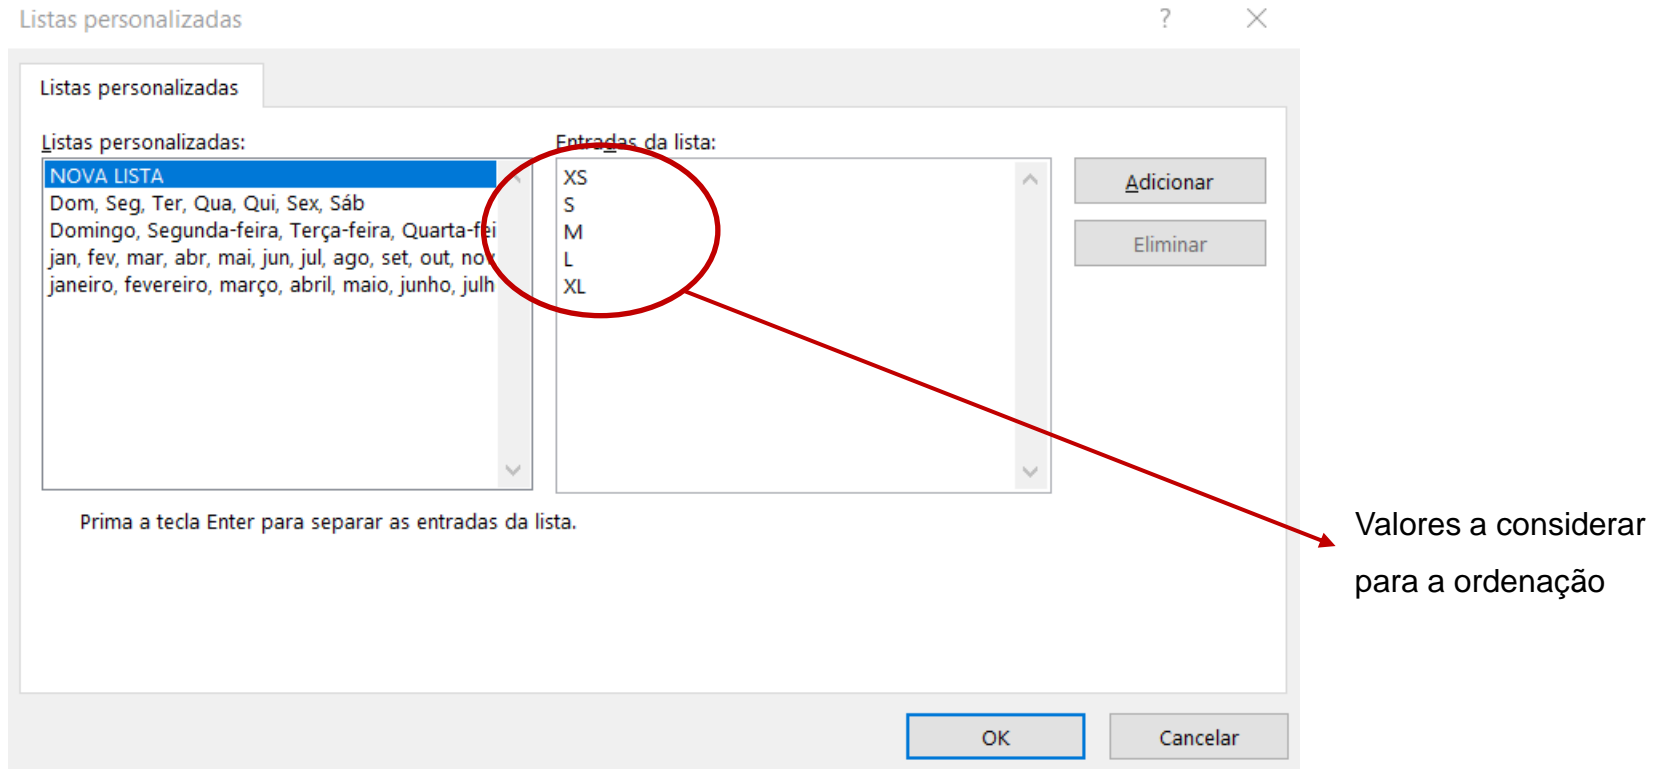 Listas personalizadas
?
Listas personalizadas
Listas personalizadas:
NOVA LISTA
Dom, Seg, Ter, Qua, Qui, Sex, Sáb
Domingo, Segunda-feira, Terça-feira, Quarta-fei
jan, fev, mar, abr, mai, jun, jul, ago, set, out, nov
janeiro, fevereiro, março, abril, maio, junho, julh
Entradas da lista:
XS
S
M
L
XL
Adicionar
Eliminar
Prima a tecla Enter para separar as entradas da lista.
Valores a considerar
para a ordenação
OK
Cancelar